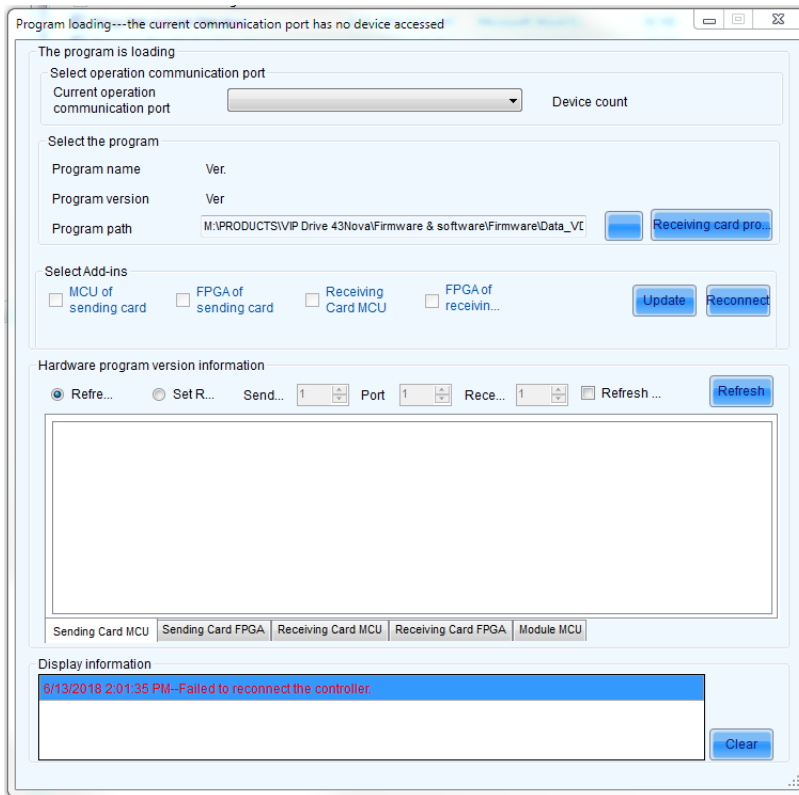 Program loading---the current communication port has no device accessed
The program is loading
Select operation communication port
Current operation
communication port
Device count
Select the program
Program name Ver.
Program version Ver
Program path M:\PRODUCTS\VIP Drive 43Nova\Firmware & software\Firmware\Data_VD Receiving card pro...
Select Add-ins
MCU of
sending card
FPGA of
sending card
Receiving
Card MCU
FPGA of
receivin...
Update Reconnect
Hardware program version information
Refre... Set R... Send... 1 Port 1 Rece... 1 Refresh ... Refresh
Sending Card MCU Sending Card FPGA Receiving Card MCU Receiving Card FPGA Module MCU
Display information
6/13/2018 2:01:35 PM--Failed to reconnect the controller.
Clear